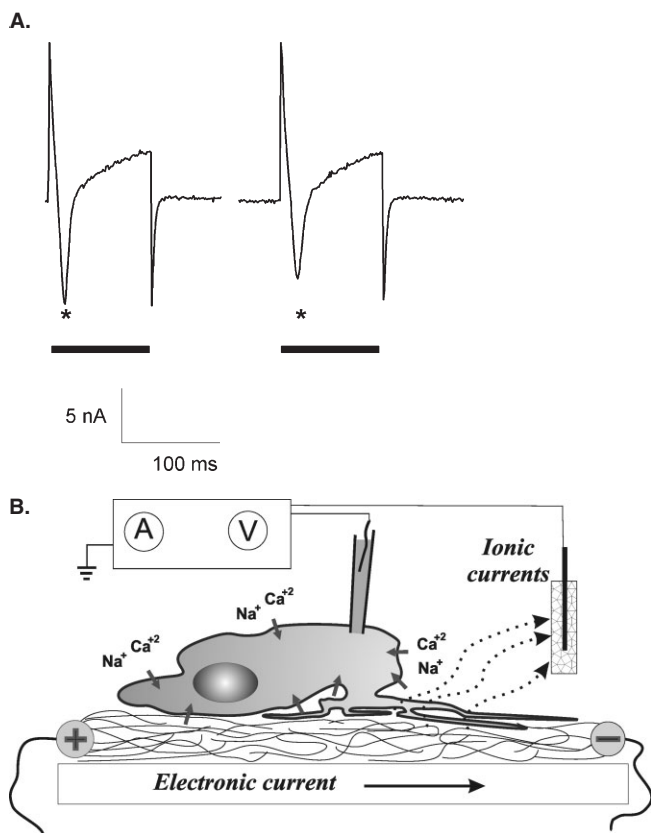 A.
*
*
5 nA
100 ms
B.
A
V
Ionic
currents
Na+ Ca+2
Na+ Ca+2
Ca+2
Na+
+
−
Electronic current